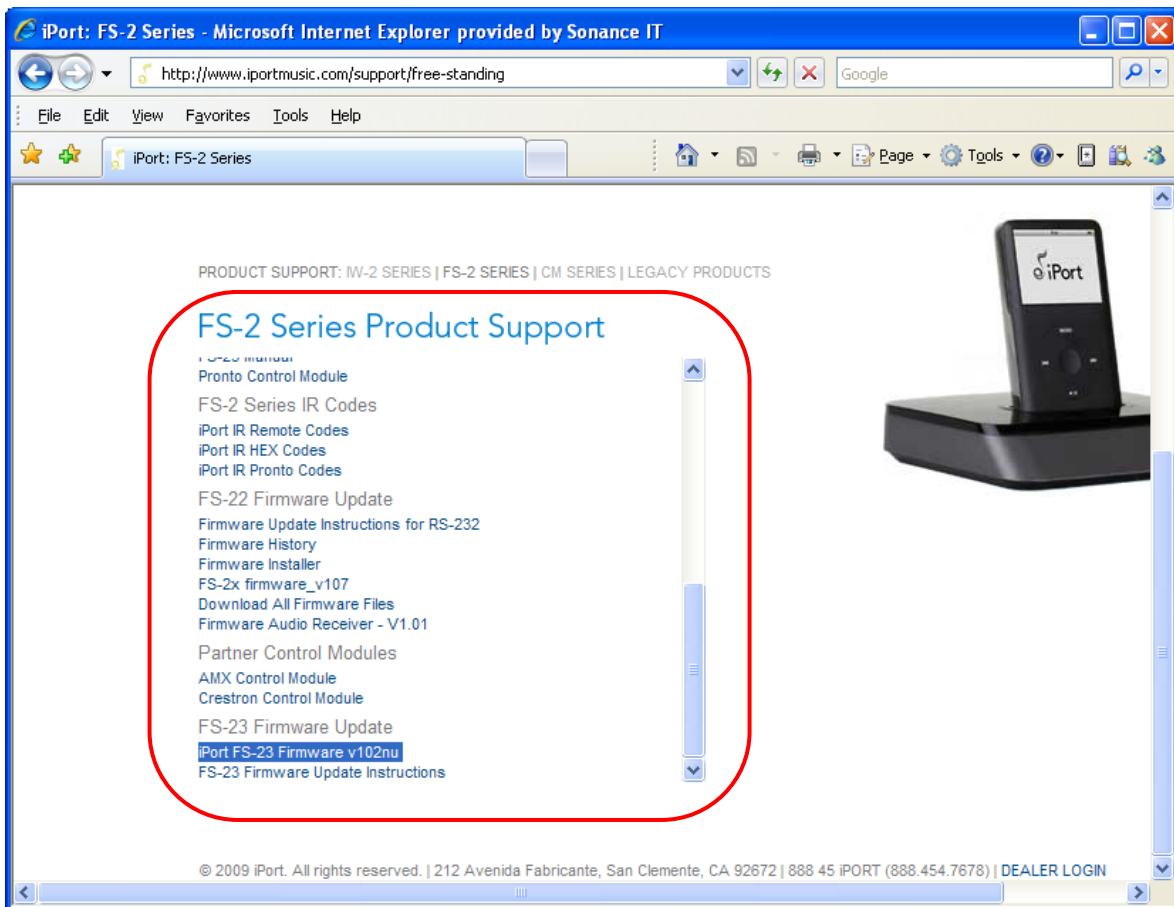 iPort: FS-2 Series - Microsoft Internet Explorer provided by Sonance IT
http://www.iportmusic.com/support/free-standing
Google
File Edit View Favorites Tools Help
iPort: FS-2 Series
Page Tools
PRODUCT SUPPORT: IW-2 SERIES | FS-2 SERIES | CM SERIES | LEGACY PRODUCTS
iPort
MENU
FS-2 Series Product Support
FS-23 Manual
Pronto Control Module
FS-2 Series IR Codes
iPort IR Remote Codes
iPort IR HEX Codes
iPort IR Pronto Codes
FS-22 Firmware Update
Firmware Update Instructions for RS-232
Firmware History
Firmware Installer
FS-2x firmware_v107
Download All Firmware Files
Firmware Audio Receiver - V1.01
Partner Control Modules
AMX Control Module
Crestron Control Module
FS-23 Firmware Update
iPort FS-23 Firmware v102nu
FS-23 Firmware Update Instructions
© 2009 iPort. All rights reserved. | 212 Avenida Fabricante, San Clemente, CA 92672 | 888 45 iPORT (888.454.7678) | DEALER LOGIN